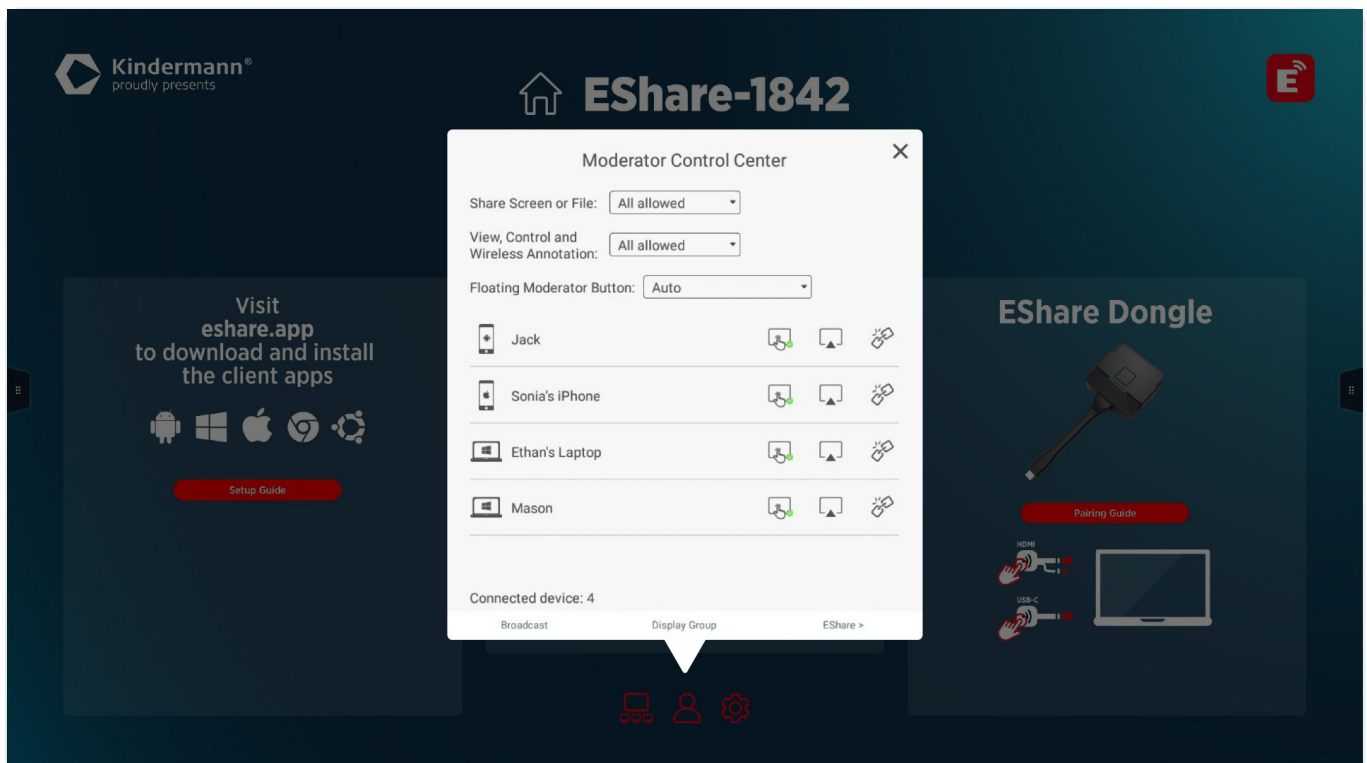 Kindermann®
proudly presents
EShare-1842
E
Moderator Control Center
Share Screen or File: All allowed
View, Control and
Wireless Annotation: All allowed
Floating Moderator Button: Auto
Jack
Sonia's iPhone
Ethan's Laptop
Mason
Connected device: 4
Broadcast Display Group EShare >
Visit
eshare.app
to download and install
the client apps
Setup Guide
EShare Dongle
Pairing Guide
HDMI
USB-C